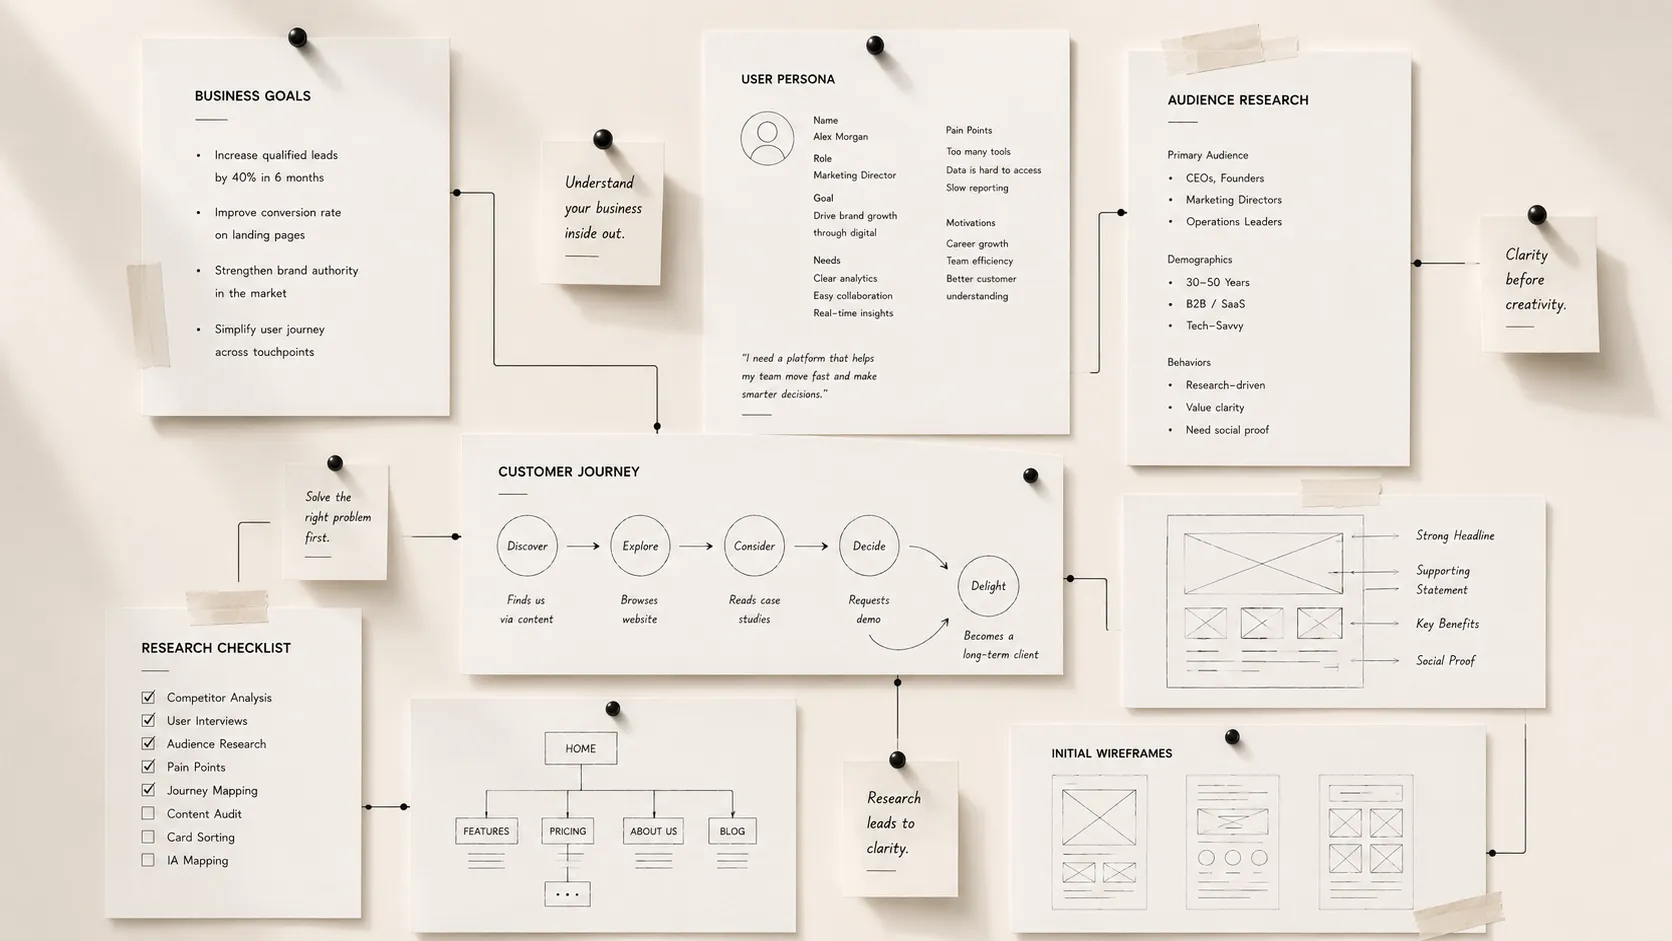 BUSINESS GOALS
• Increase qualified leads
by 40% in 6 months
• Improve conversion rate
on landing pages
• Strengthen brand authority
in the market
• Simplify user journey
across touchpoints
Understand
your business
inside out.
USER PERSONA
Name
Alex Morgan
Role
Marketing Director
Goal
Drive brand growth
through digital
Needs
Clear analytics
Easy collaboration
Real-time insights
Pain Points
Too many tools
Data is hard to access
Slow reporting
Motivations
Career growth
Team efficiency
Better customer
understanding
"I need a platform that helps
my team move fast and make
smarter decisions."
AUDIENCE RESEARCH
Primary Audience
• CEOs, Founders
• Marketing Directors
• Operations Leaders
Demographics
• 30–50 Years
• B2B / SaaS
• Tech-Savvy
Behaviors
• Research-driven
• Value clarity
• Need social proof
Clarity
before
creativity.
Solve the
right problem
first.
CUSTOMER JOURNEY
Discover
Finds us
via content
Explore
Browses
website
Consider
Reads case
studies
Decide
Requests
demo
Delight
Becomes a
long-term client
Strong Headline
Supporting
Statement
Key Benefits
Social Proof
RESEARCH CHECKLIST
Competitor Analysis
User Interviews
Audience Research
Pain Points
Journey Mapping
Content Audit
Card Sorting
IA Mapping
HOME
FEATURES
PRICING
ABOUT US
BLOG
...
Research
leads to
clarity.
INITIAL WIREFRAMES